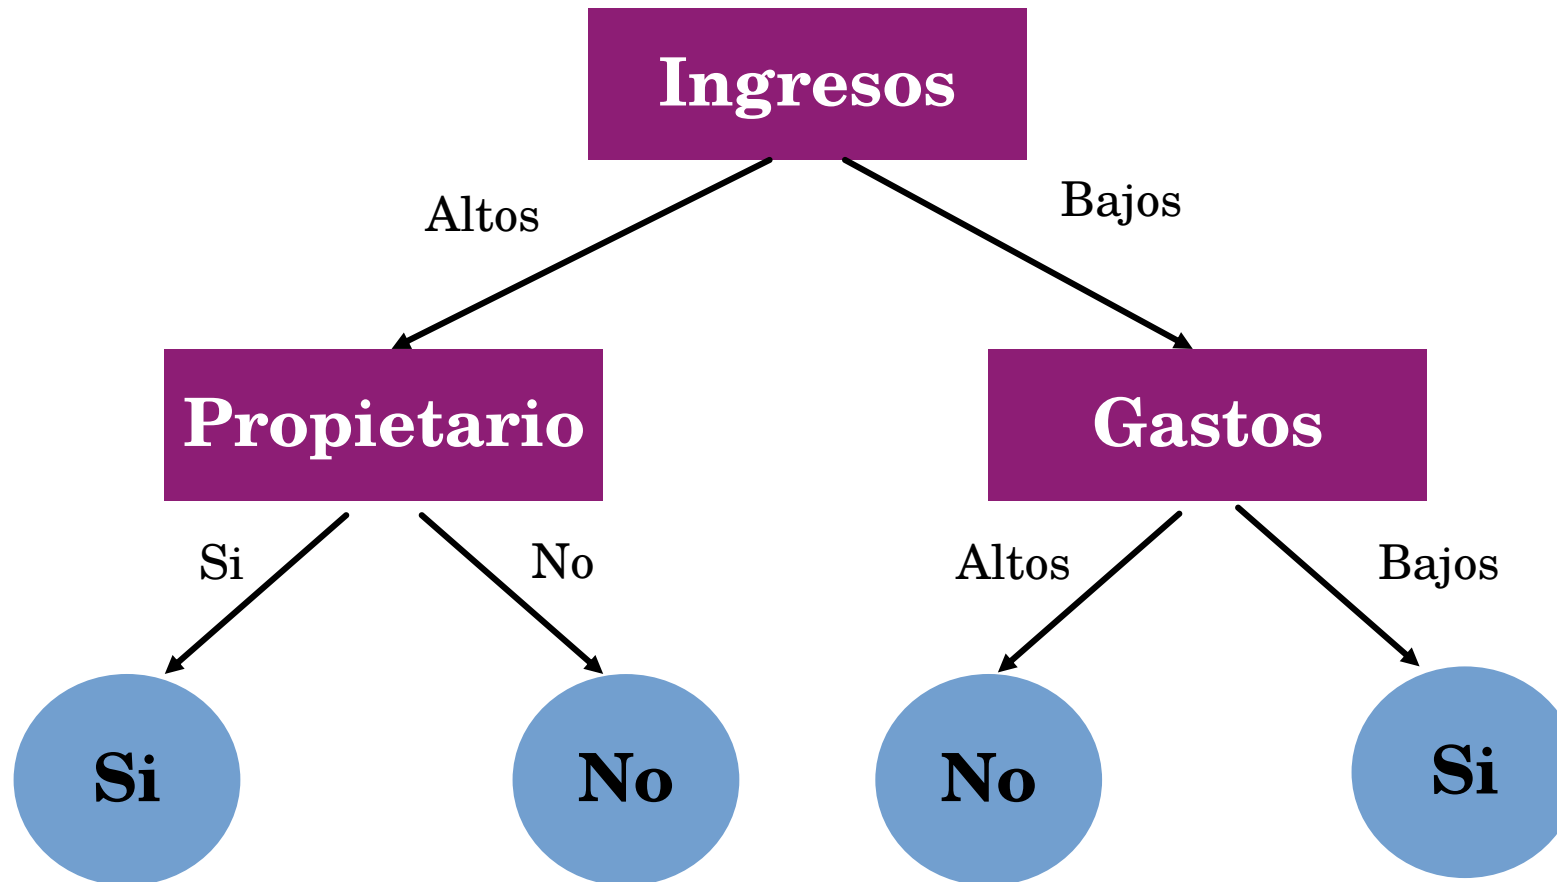 Ingresos
Altos
Bajos
Propietario
Gastos
Si
No
Altos
Bajos
Si
No
No
Si